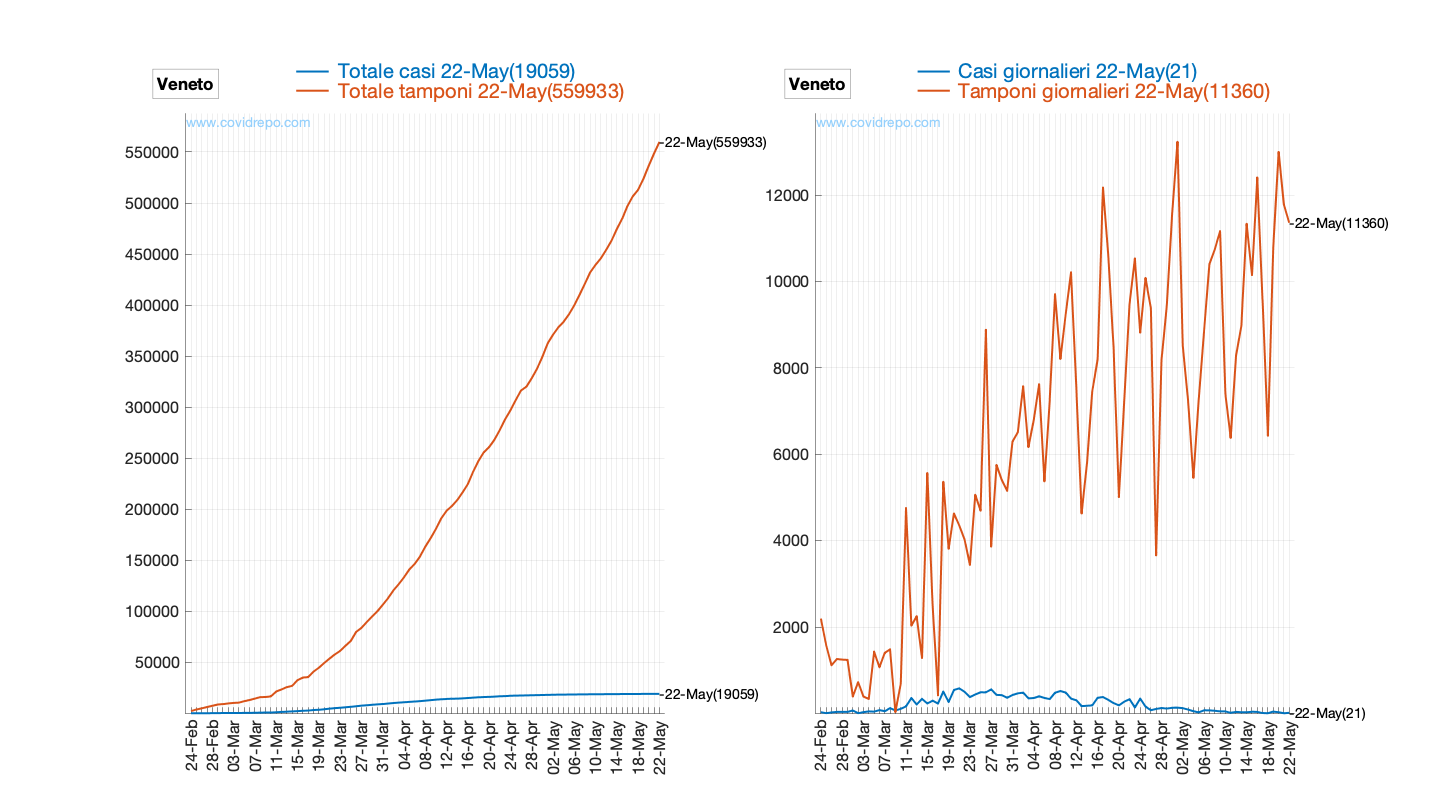 Veneto
Totale casi 22-May(19059)
Totale tamponi 22-May(559933)
www.covidrepo.com
550000
500000
450000
400000
350000
300000
250000
200000
150000
100000
50000
22-May(559933)
22-May(19059)
24-Feb
28-Feb
03-Mar
07-Mar
11-Mar
15-Mar
19-Mar
23-Mar
27-Mar
31-Mar
04-Apr
08-Apr
12-Apr
16-Apr
20-Apr
24-Apr
28-Apr
02-May
06-May
10-May
14-May
18-May
22-May
Veneto
Casi giornalieri 22-May(21)
Tamponi giornalieri 22-May(11360)
www.covidrepo.com
12000
10000
8000
6000
4000
2000
22-May(11360)
22-May(21)
24-Feb
28-Feb
03-Mar
07-Mar
11-Mar
15-Mar
19-Mar
23-Mar
27-Mar
31-Mar
04-Apr
08-Apr
12-Apr
16-Apr
20-Apr
24-Apr
28-Apr
02-May
06-May
10-May
14-May
18-May
22-May